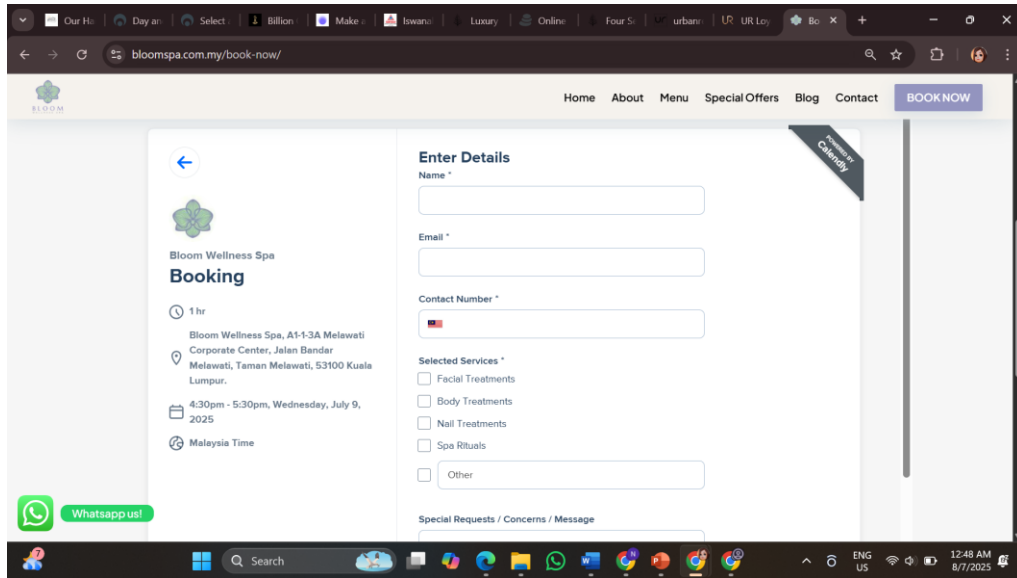 Our Ha
Day an
Select
Billion
Make a
Iswana
Luxury
Online
Four Se
urbanr
UR
UR Loy
Bo
bloomspa.com.my/book-now/
BLOOM
Home
About
Menu
Special Offers
Blog
Contact
BOOK NOW
POWERED BY
Calendly
Bloom Wellness Spa
Booking
1 hr
Bloom Wellness Spa, A1-1-3A Melawati
Corporate Center, Jalan Bandar
Melawati, Taman Melawati, 53100 Kuala
Lumpur.
4:30pm - 5:30pm, Wednesday, July 9,
2025
Malaysia Time
Enter Details
Name *
Email *
Contact Number *
Selected Services *
Facial Treatments
Body Treatments
Nail Treatments
Spa Rituals
Other
Special Requests / Concerns / Message
Whatsapp us!
7
Search
ENG
US
12:48 AM
8/7/2025